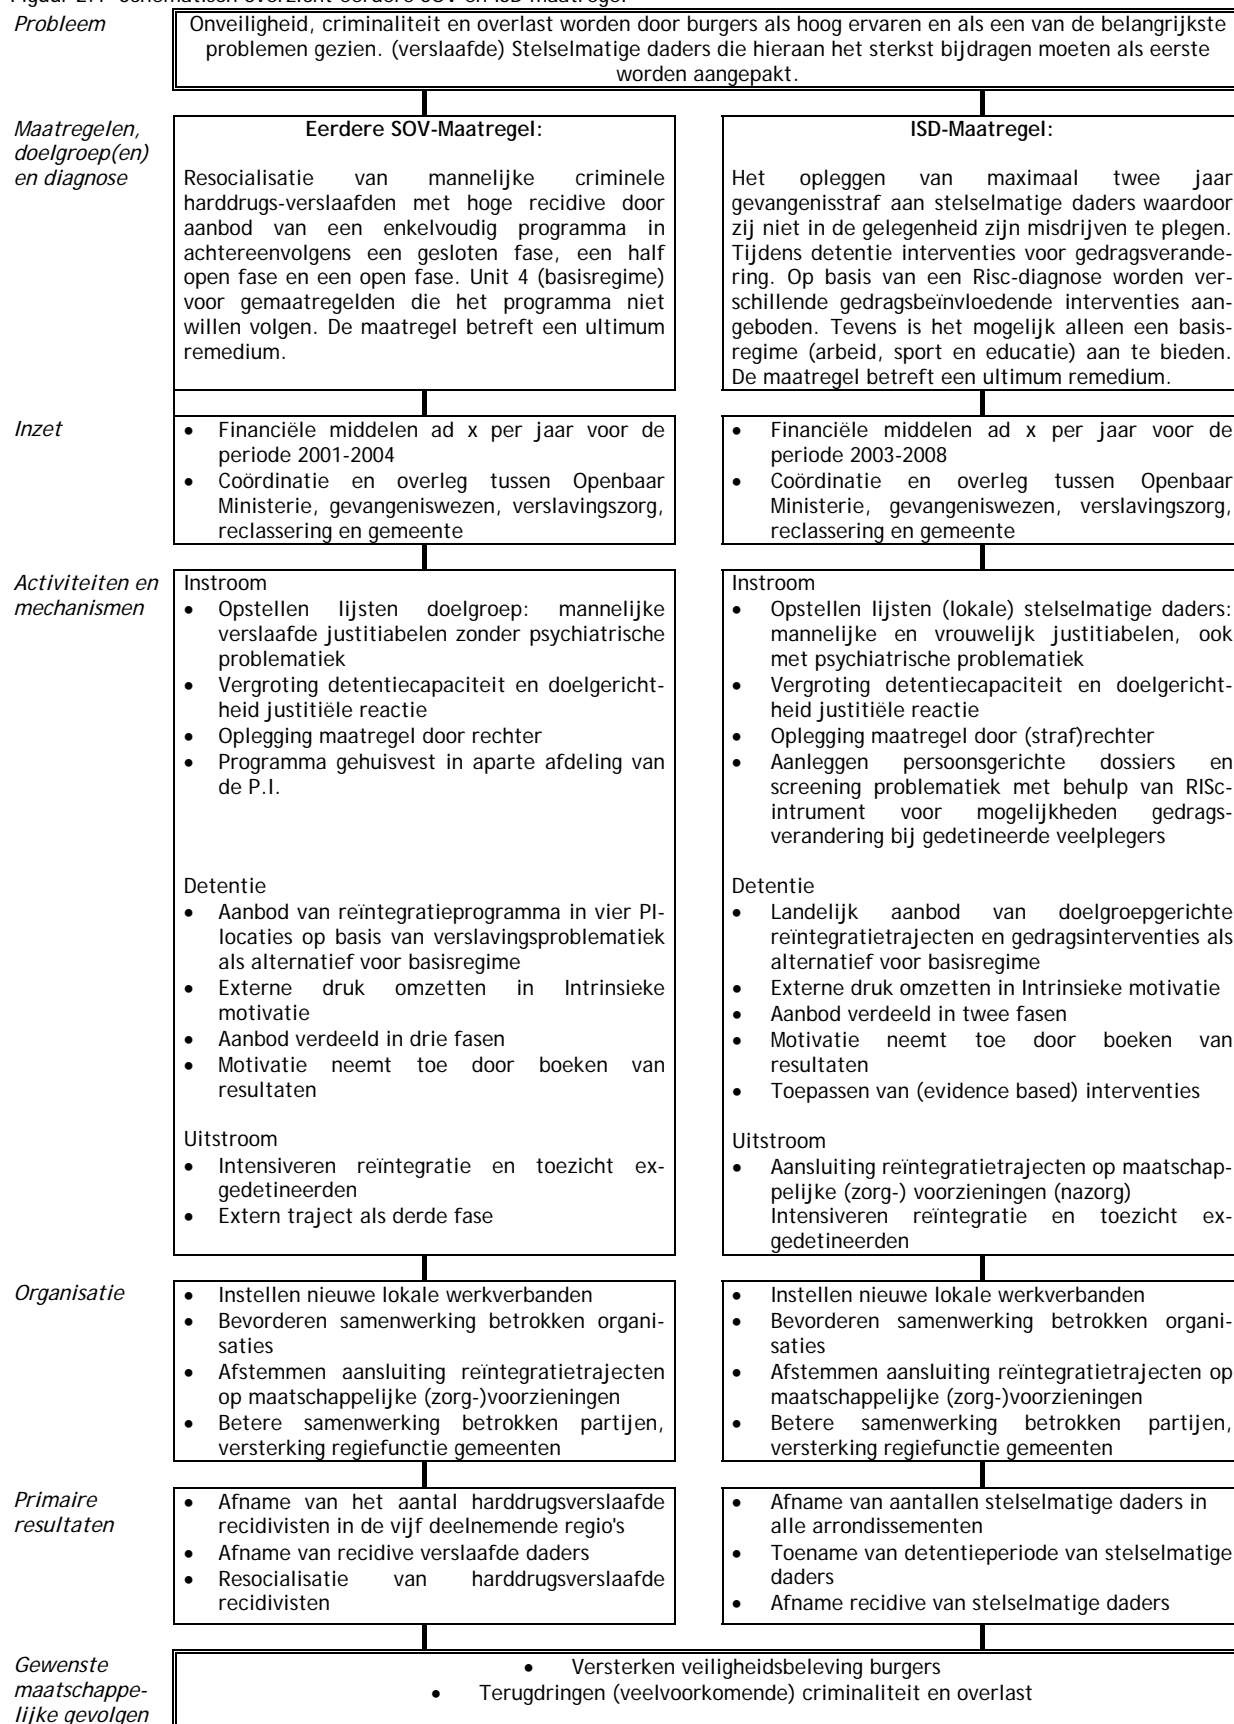 Figuur 2.1: Schematisch overzicht eerdere SOV en ISD-maatregel
Probleem
Onveiligheid, criminaliteit en overlast worden door burgers als hoog ervaren en als een van de belangrijkste
problemen gezien. (verslaafde) Stelselmatige daders die hieraan het sterkst bijdragen moeten als eerste
worden aangepakt.
Maatregelen,
doelgroep(en)
en diagnose
Eerdere SOV-Maatregel:
Resocialisatie van mannelijke criminele
harddrugs-verslaafden met hoge recidive door
aanbod van een enkelvoudig programma in
achtereenvolgens een gesloten fase, een half
open fase en een open fase. Unit 4 (basisregime)
voor gemaatregelden die het programma niet
willen volgen. De maatregel betreft een ultimum
remedium.
ISD-Maatregel:
Het opleggen van maximaal twee jaar
gevangenisstraf aan stelselmatige daders waardoor
zij niet in de gelegenheid zijn misdrijven te plegen.
Tijdens detentie interventies voor gedragsverande-
ring. Op basis van een Risc-diagnose worden ver-
schillende gedragsbeïnvloedende interventies aan-
geboden. Tevens is het mogelijk alleen een basis-
regime (arbeid, sport en educatie) aan te bieden.
De maatregel betreft een ultimum remedium.
Inzet
• Financiële middelen ad x per jaar voor de
periode 2001-2004
• Coördinatie en overleg tussen Openbaar
Ministerie, gevangeniswezen, verslavingszorg,
reclassering en gemeente
• Financiële middelen ad x per jaar voor de
periode 2003-2008
• Coördinatie en overleg tussen Openbaar
Ministerie, gevangeniswezen, verslavingszorg,
reclassering en gemeente
Activiteiten en
mechanismen
Instroom
• Opstellen lijsten doelgroep: mannelijke
verslaafde justitiabelen zonder psychiatrische
problematiek
• Vergroting detentiecapaciteit en doelgericht-
heid justitiële reactie
• Oplegging maatregel door rechter
• Programma gehuisvest in aparte afdeling van
de P.I.
Detentie
• Aanbod van reïntegratieprogramma in vier PI-
locaties op basis van verslavingsproblematiek
als alternatief voor basisregime
• Externe druk omzetten in Intrinsieke
motivatie
• Aanbod verdeeld in drie fasen
• Motivatie neemt toe door boeken van
resultaten
Uitstroom
• Intensiveren reïntegratie en toezicht ex-
gedetineerden
• Extern traject als derde fase
Instroom
• Opstellen lijsten (lokale) stelselmatige daders:
mannelijke en vrouwelijk justitiabelen, ook
met psychiatrische problematiek
• Vergroting detentiecapaciteit en doelgericht-
heid justitiële reactie
• Oplegging maatregel door (straf)rechter
• Aanleggen persoonsgerichte dossiers en
screening problematiek met behulp van RISc-
intrument voor mogelijkheden gedrags-
verandering bij gedetineerde veelplegers
Detentie
• Landelijk aanbod van doelgroepgerichte
reïntegratietrajecten en gedragsinterventies als
alternatief voor basisregime
• Externe druk omzetten in Intrinsieke motivatie
• Aanbod verdeeld in twee fasen
• Motivatie neemt toe door boeken van
resultaten
• Toepassen van (evidence based) interventies
Uitstroom
• Aansluiting reïntegratietrajecten op maatschap-
pelijke (zorg-) voorzieningen (nazorg)
Intensiveren reïntegratie en toezicht ex-
gedetineerden
Organisatie
• Instellen nieuwe lokale werkverbanden
• Bevorderen samenwerking betrokken organi-
saties
• Afstemmen aansluiting reïntegratietrajecten
op maatschappelijke (zorg-)voorzieningen
• Betere samenwerking betrokken partijen,
versterking regiefunctie gemeenten
• Instellen nieuwe lokale werkverbanden
• Bevorderen samenwerking betrokken organi-
saties
• Afstemmen aansluiting reïntegratietrajecten op
maatschappelijke (zorg-)voorzieningen
• Betere samenwerking betrokken partijen,
versterking regiefunctie gemeenten
Primaire
resultaten
• Afname van het aantal harddrugsverslaafde
recidivisten in de vijf deelnemende regio's
• Afname van recidive verslaafde daders
• Resocialisatie van harddrugsverslaafde
recidivisten
• Afname van aantallen stelselmatige daders in
alle arrondissementen
• Toename van detentieperiode van stelselmatige
daders
• Afname recidive van stelselmatige daders
Gewenste
maatschappe-
lijke gevolgen
• Versterken veiligheidsbeleving burgers
• Terugdringen (veelvoorkomende) criminaliteit en overlast